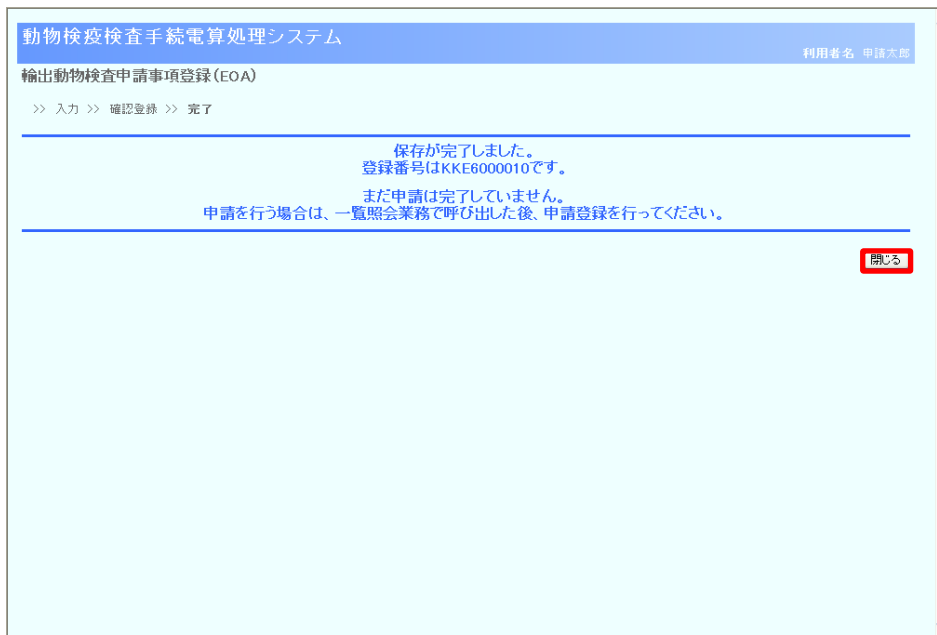 動物検疫検査手続電算処理システム
利用者名 申請太郎
輸出動物検査申請事項登録(EOA)
>> 入力 >> 確認登録 >> 完了
保存が完了しました。
登録番号はKKE6000010です。
まだ申請は完了していません。
申請を行う場合は、一覧照会業務で呼び出した後、申請登録を行ってください。
閉じる